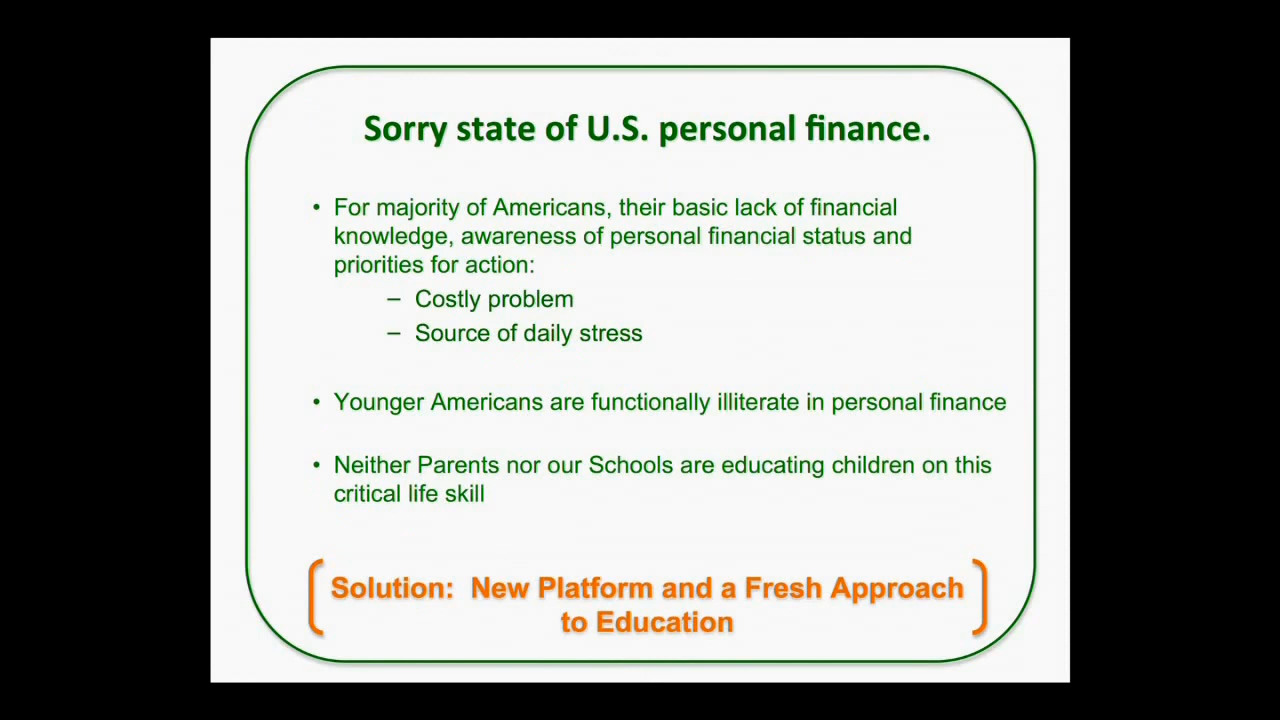 Sorry state of U.S. personal finance.
• For majority of Americans, their basic lack of financial
knowledge, awareness of personal financial status and
priorities for action:
– Costly problem
– Source of daily stress
• Younger Americans are functionally illiterate in personal finance
• Neither Parents nor our Schools are educating children on this
critical life skill
Solution: New Platform and a Fresh Approach
to Education